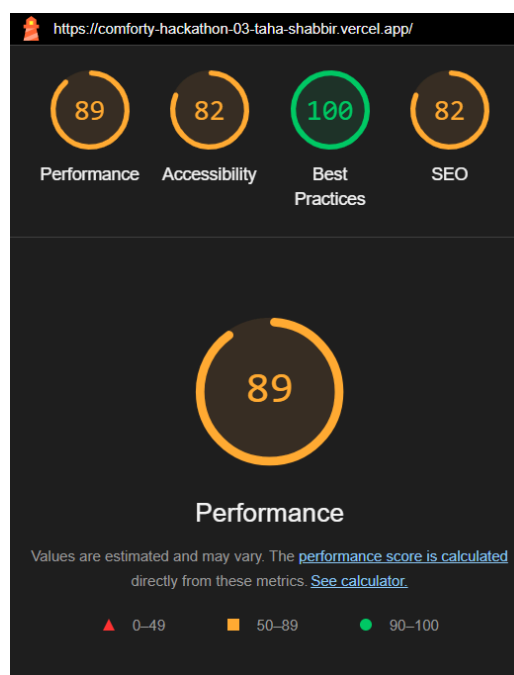 https://comforty-hackathon-03-taha-shabbir.vercel.app/
89 82 100 82
Performance Accessibility Best Practices SEO
89
Performance
Values are estimated and may vary. The performance score is calculated
directly from these metrics. See calculator.
0–49 50–89 90–100